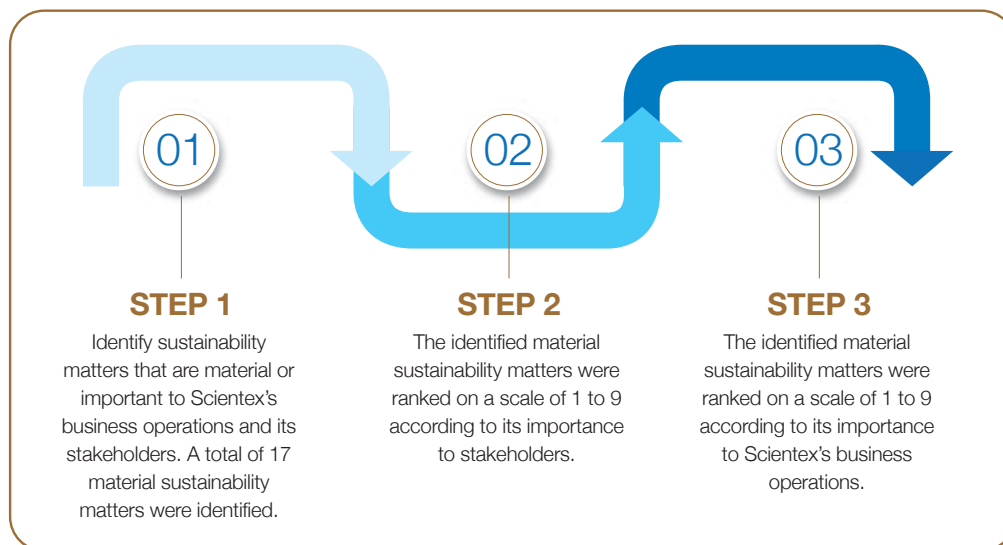 01
STEP 1
Identify sustainability
matters that are material or
important to Scientex's
business operations and its
stakeholders. A total of 17
material sustainability
matters were identified.
02
STEP 2
The identified material
sustainability matters were
ranked on a scale of 1 to 9
according to its importance
to stakeholders.
03
STEP 3
The identified material
sustainability matters were
ranked on a scale of 1 to 9
according to its importance
to Scientex's business
operations.